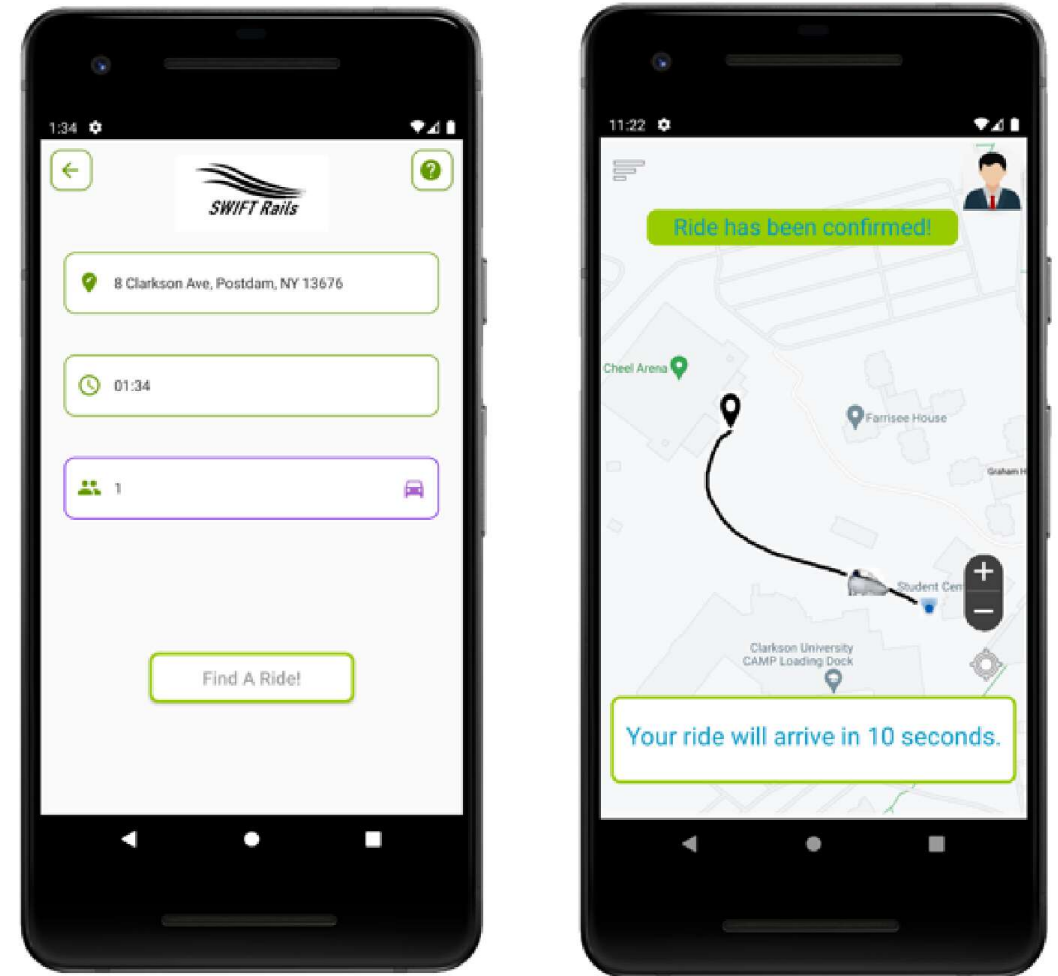 1:34
SWIFT Rails
8 Clarkson Ave, Postdam, NY 13676
01:34
1
Find A Ride!
11:22
Ride has been confirmed!
Cheel Arena
Farrisee House
Graham H
Student Cen
Clarkson University
CAMP Loading Dock
Your ride will arrive in 10 seconds.